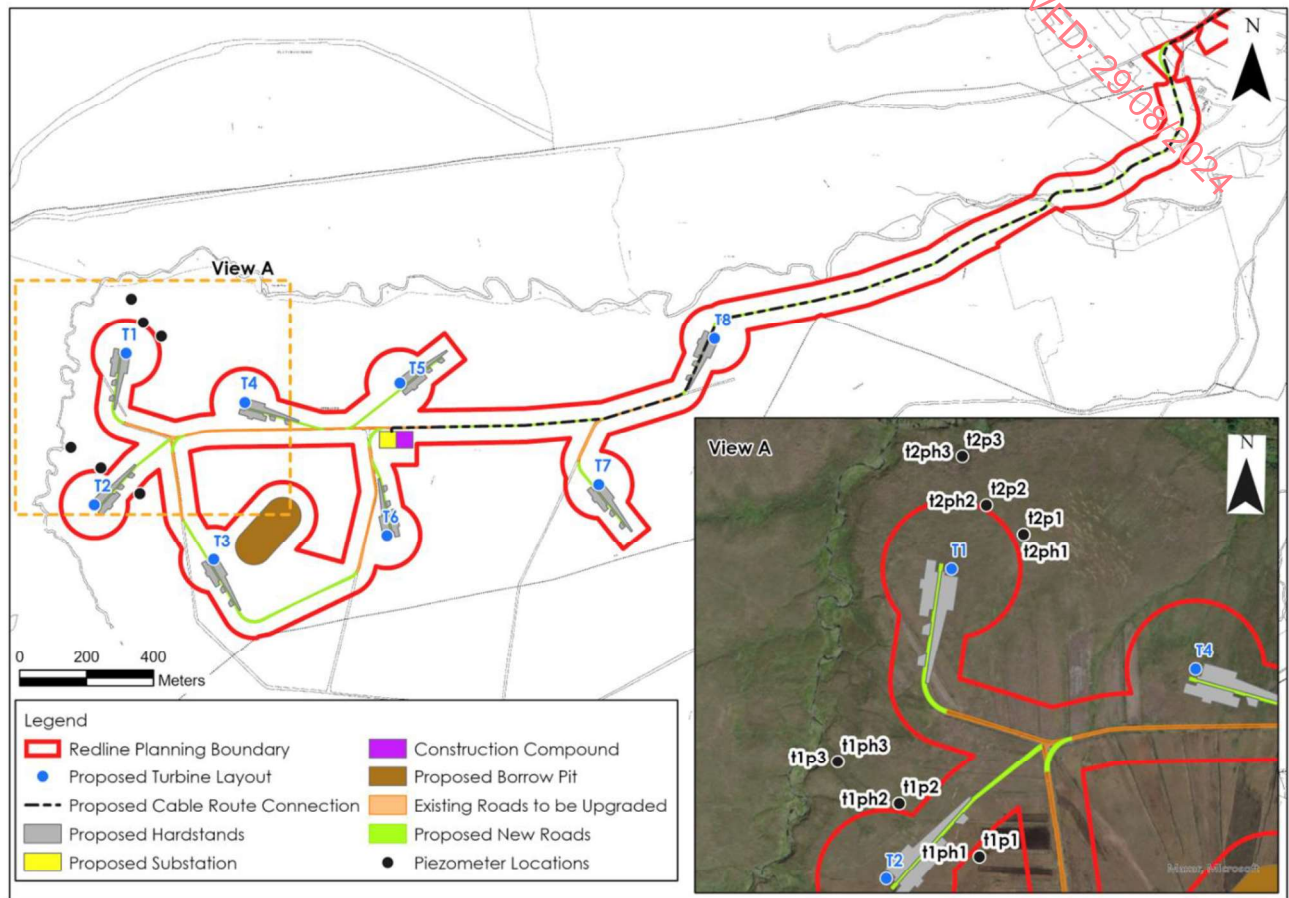 VED: 29/08/2024
N
View A
T1
T8
T5
T4
T2
T7
T6
T3
0 200 400
Meters
Legend
Redline Planning Boundary
Proposed Turbine Layout
Proposed Cable Route Connection
Proposed Hardstands
Proposed Substation
Construction Compound
Proposed Borrow Pit
Existing Roads to be Upgraded
Proposed New Roads
Piezometer Locations
View A
N
t2ph3 t2p3
t2ph2 t2p2
t2p1
t2ph1
T1
T4
t1p3 t1ph3
t1ph2 t1p2
t1ph1 t1p1
T2
Maxar, Microsoft